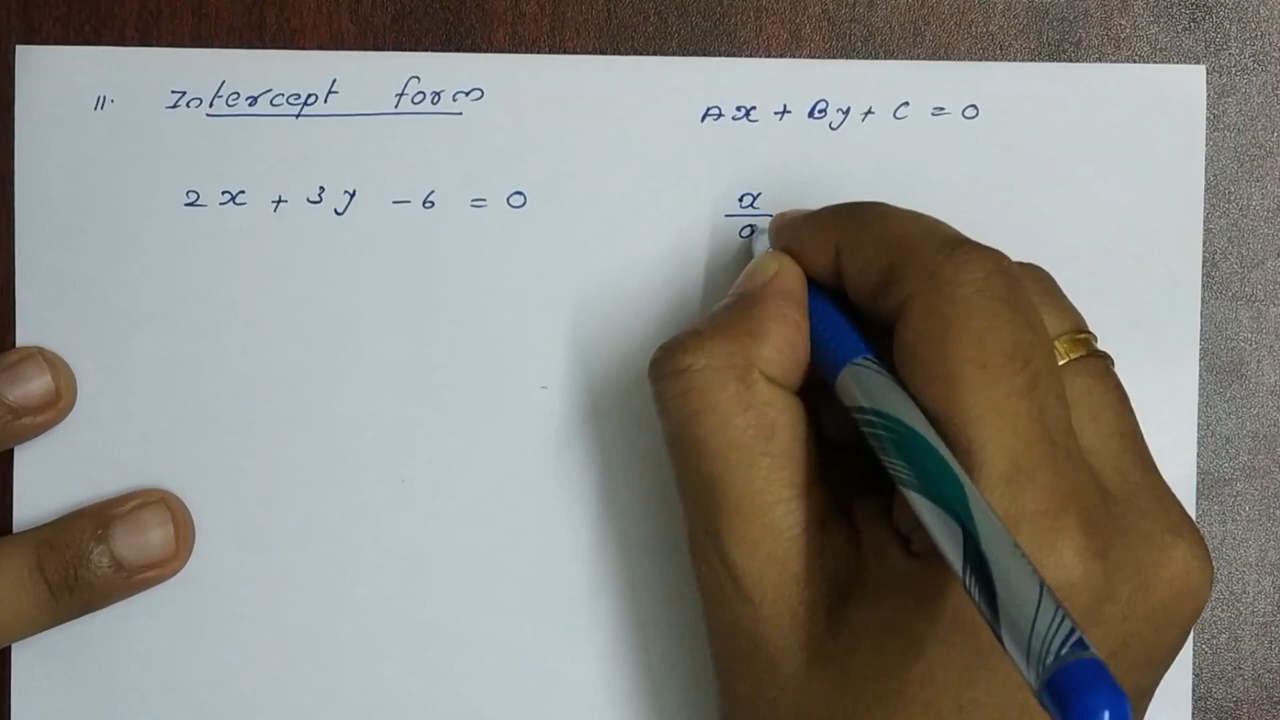 11. Intercept form
Ax + By + C = 0
2x + 3y - 6 = 0
x/a